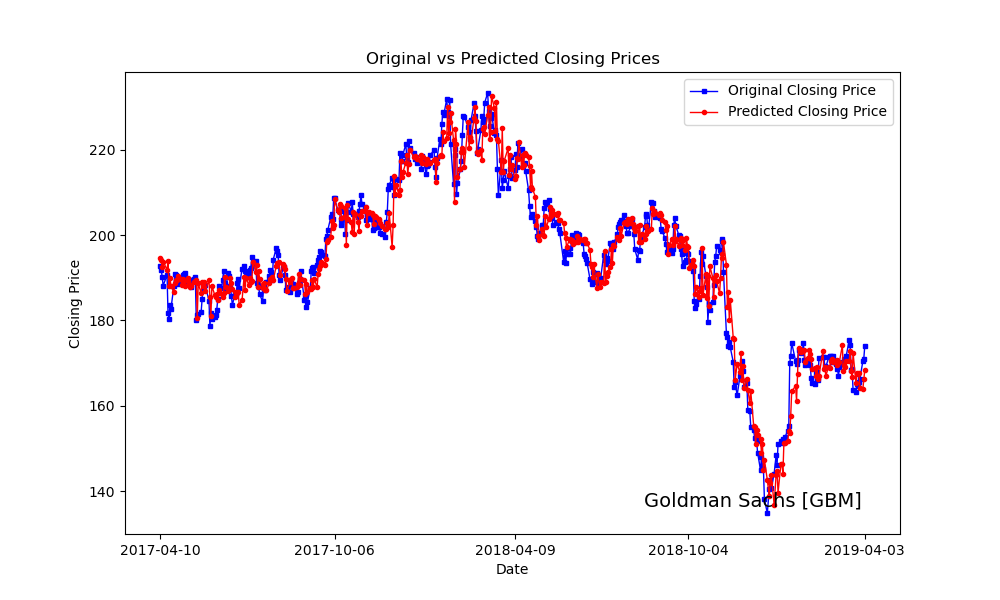 Original vs Predicted Closing Prices
Original Closing Price
Predicted Closing Price
Closing Price
220
200
180
160
140
Goldman Sachs [GBM]
2017-04-10
2017-10-06
2018-04-09
2018-10-04
2019-04-03
Date